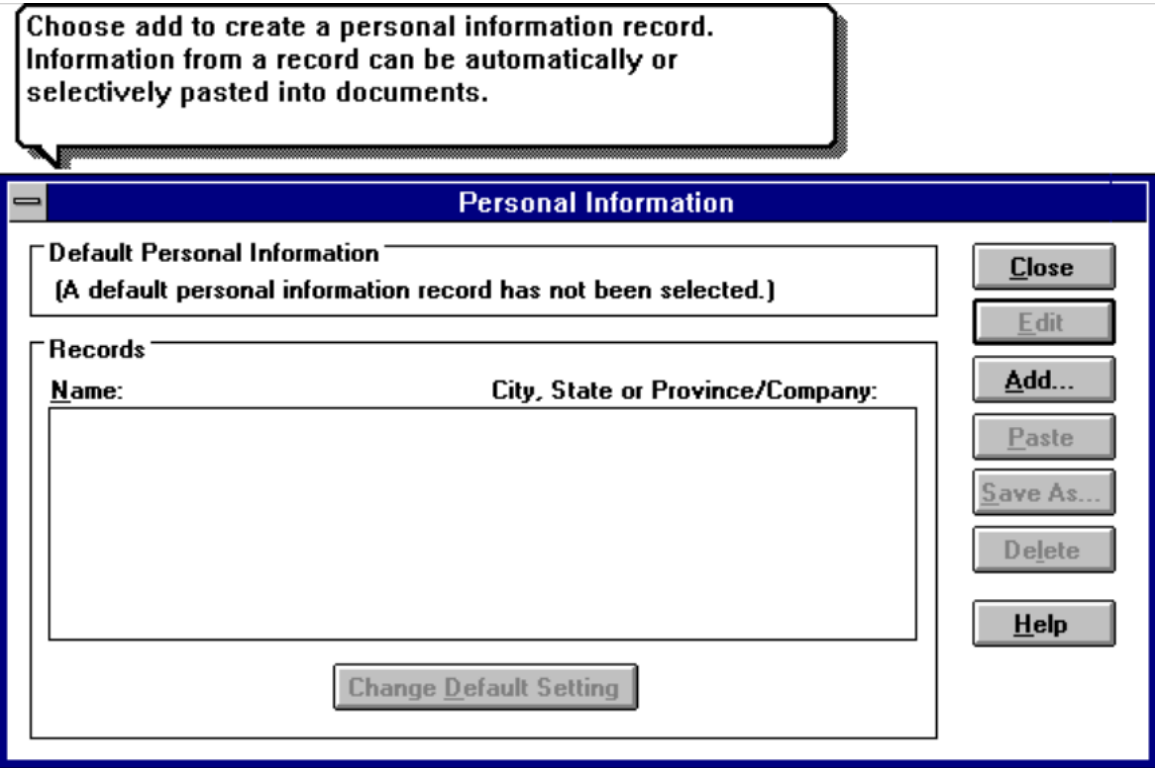 Choose add to create a personal information record.
Information from a record can be automatically or
selectively pasted into documents.
Personal Information
Default Personal Information
(A default personal information record has not been selected.)
Records
Name: City, State or Province/Company:
Change Default Setting
Close
Edit
Add...
Paste
Save As...
Delete
Help